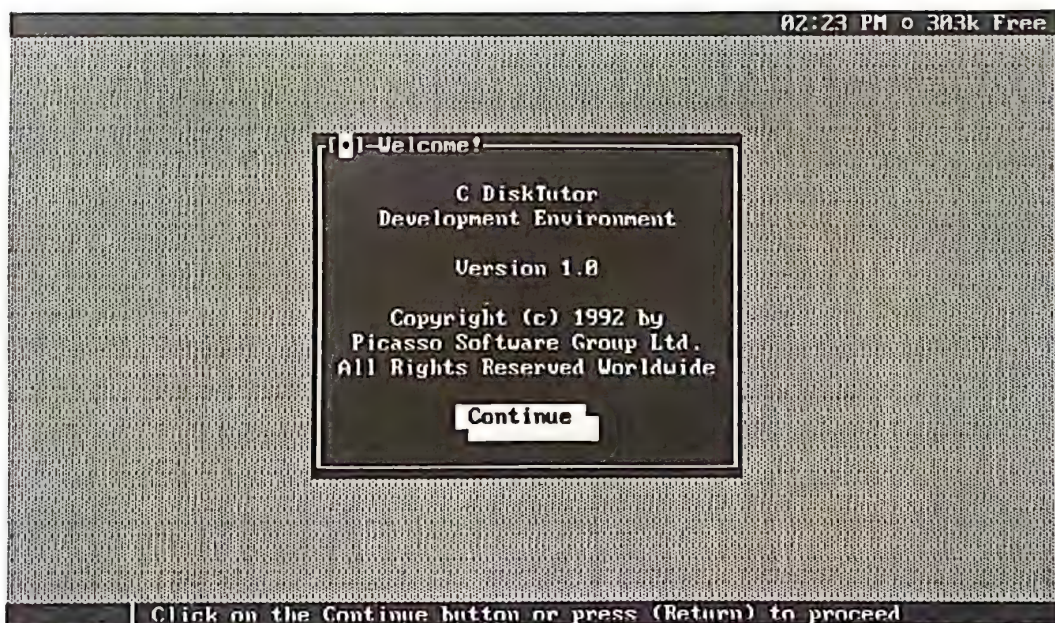 02:23 PM o 303k Free
[•]-Welcome!
C DiskTutor
Development Environment
Version 1.0
Copyright (c) 1992 by
Picasso Software Group Ltd.
All Rights Reserved Worldwide
Continue
Click on the Continue button or press (Return) to proceed